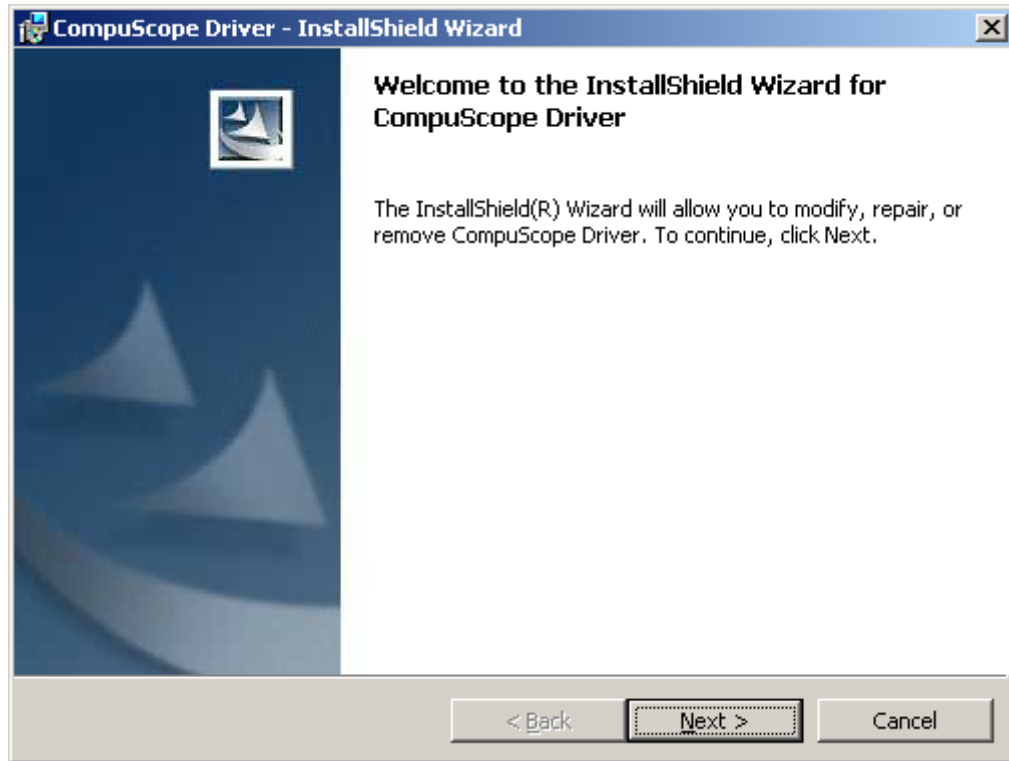 CompuScope Driver - InstallShield Wizard
Welcome to the InstallShield Wizard for
CompuScope Driver
The InstallShield(R) Wizard will allow you to modify, repair, or
remove CompuScope Driver. To continue, click Next.
< Back
Next >
Cancel